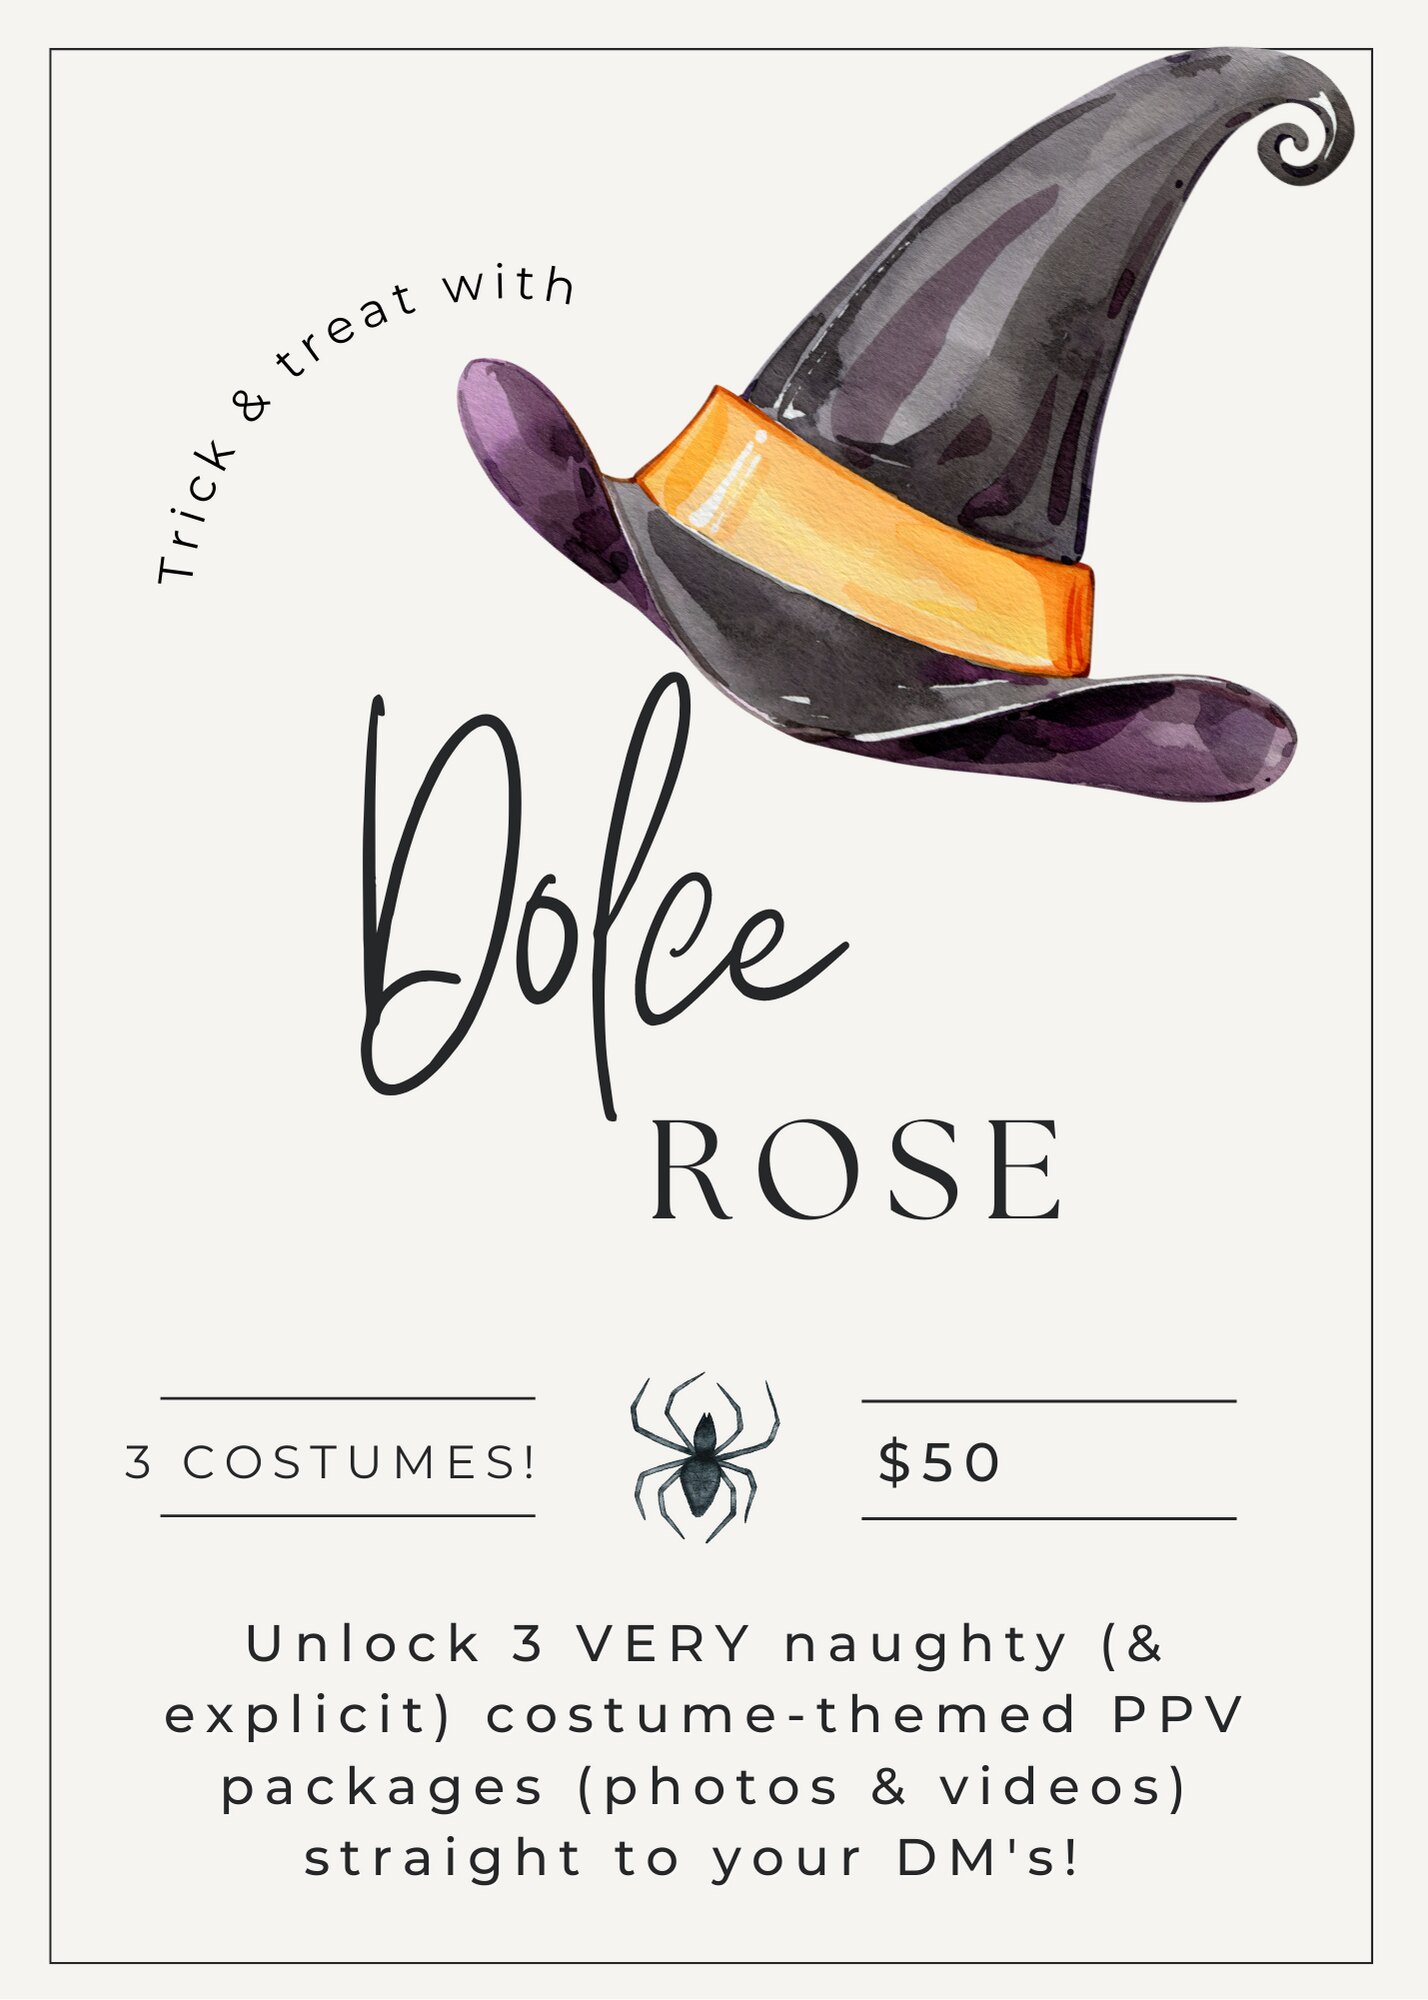 Trick & treat with
Dolce
ROSE
3 COSTUMES!
$50
Unlock 3 VERY naughty (&
explicit) costume-themed PPV
packages (photos & videos)
straight to your DM's!